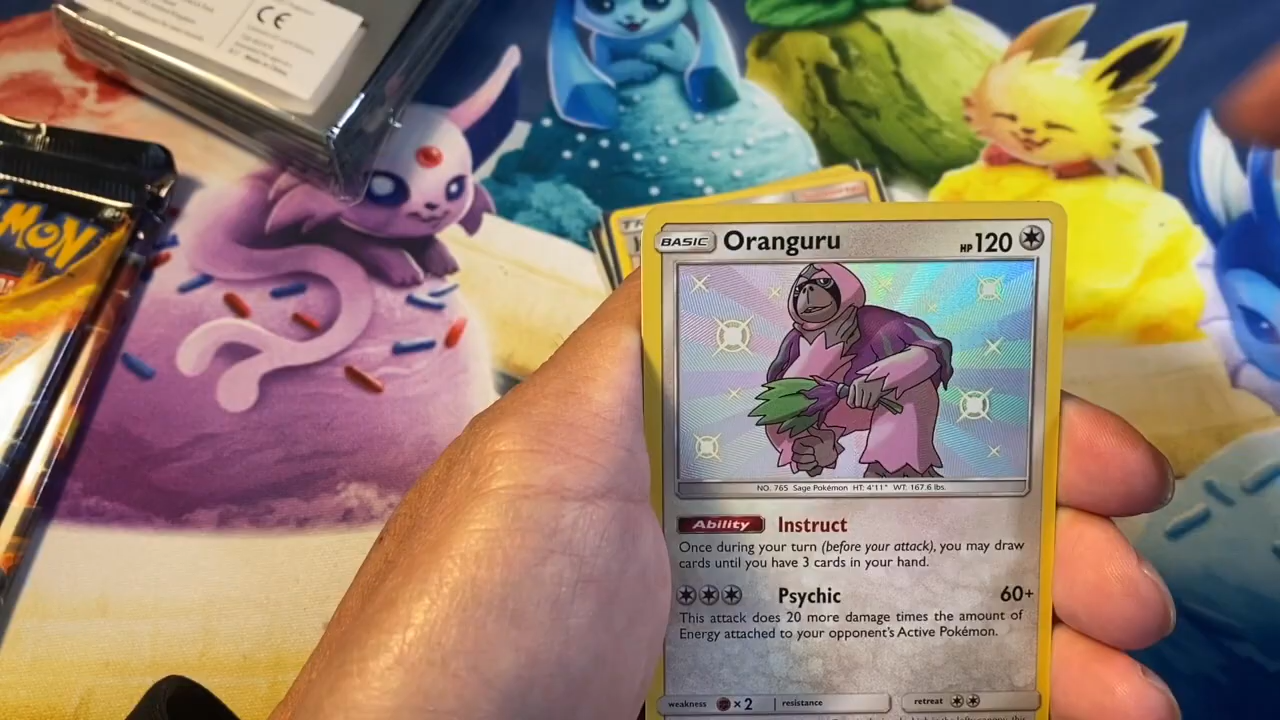 CE
MON
TR
BASIC Oranguru HP 120
NO. 765 Sage Pokémon HT: 4'11" WT: 167.6 lbs.
Ability Instruct
Once during your turn (before your attack), you may draw
cards until you have 3 cards in your hand.
Psychic 60+
This attack does 20 more damage times the amount of
Energy attached to your opponent's Active Pokémon.
weakness ×2 resistance retreat